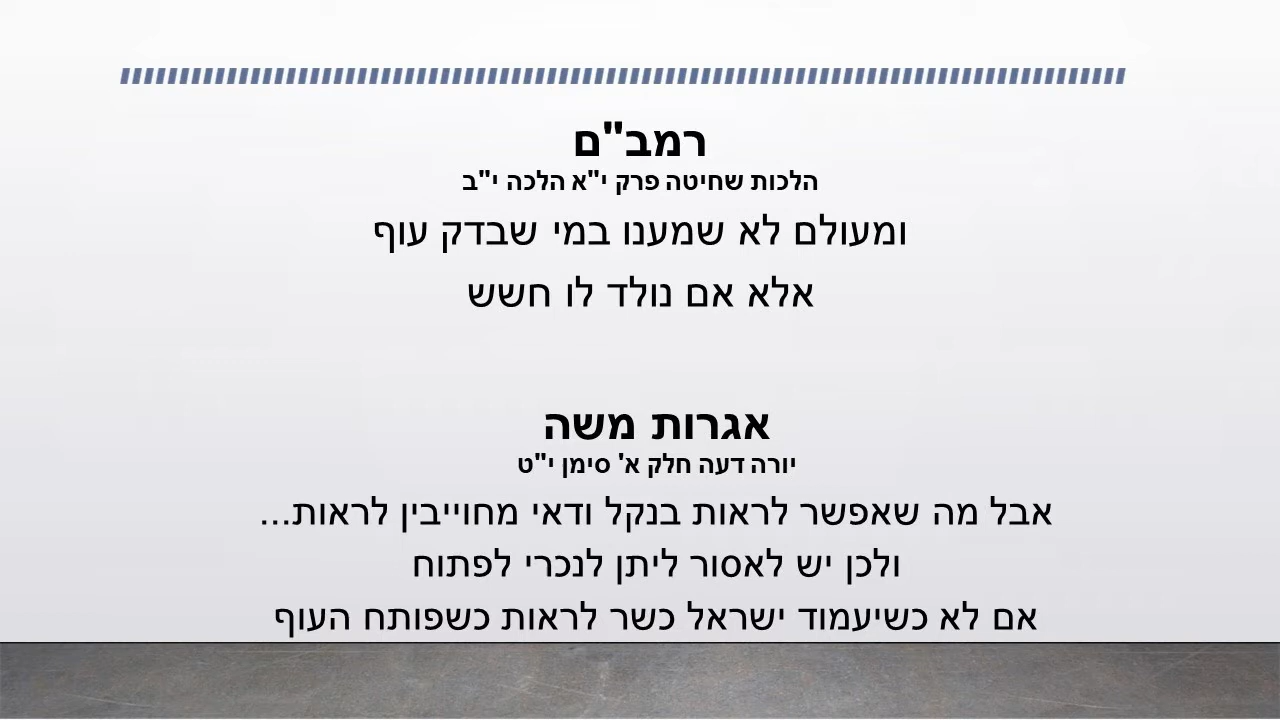 רמב"ם
הלכות שחיטה פרק י"א הלכה י"ב
ומעולם לא שמענו במי שבדק עוף
אלא אם נולד לו חשש
אגרות משה
יורה דעה חלק א' סימן י"ט
אבל מה שאפשר לראות בנקל ודאי מחוייבין לראות...
ולכן יש לאסור ליתן לנכרי לפתוח
אם לא כשיעמוד ישראל כשר לראות כשפותח העוף